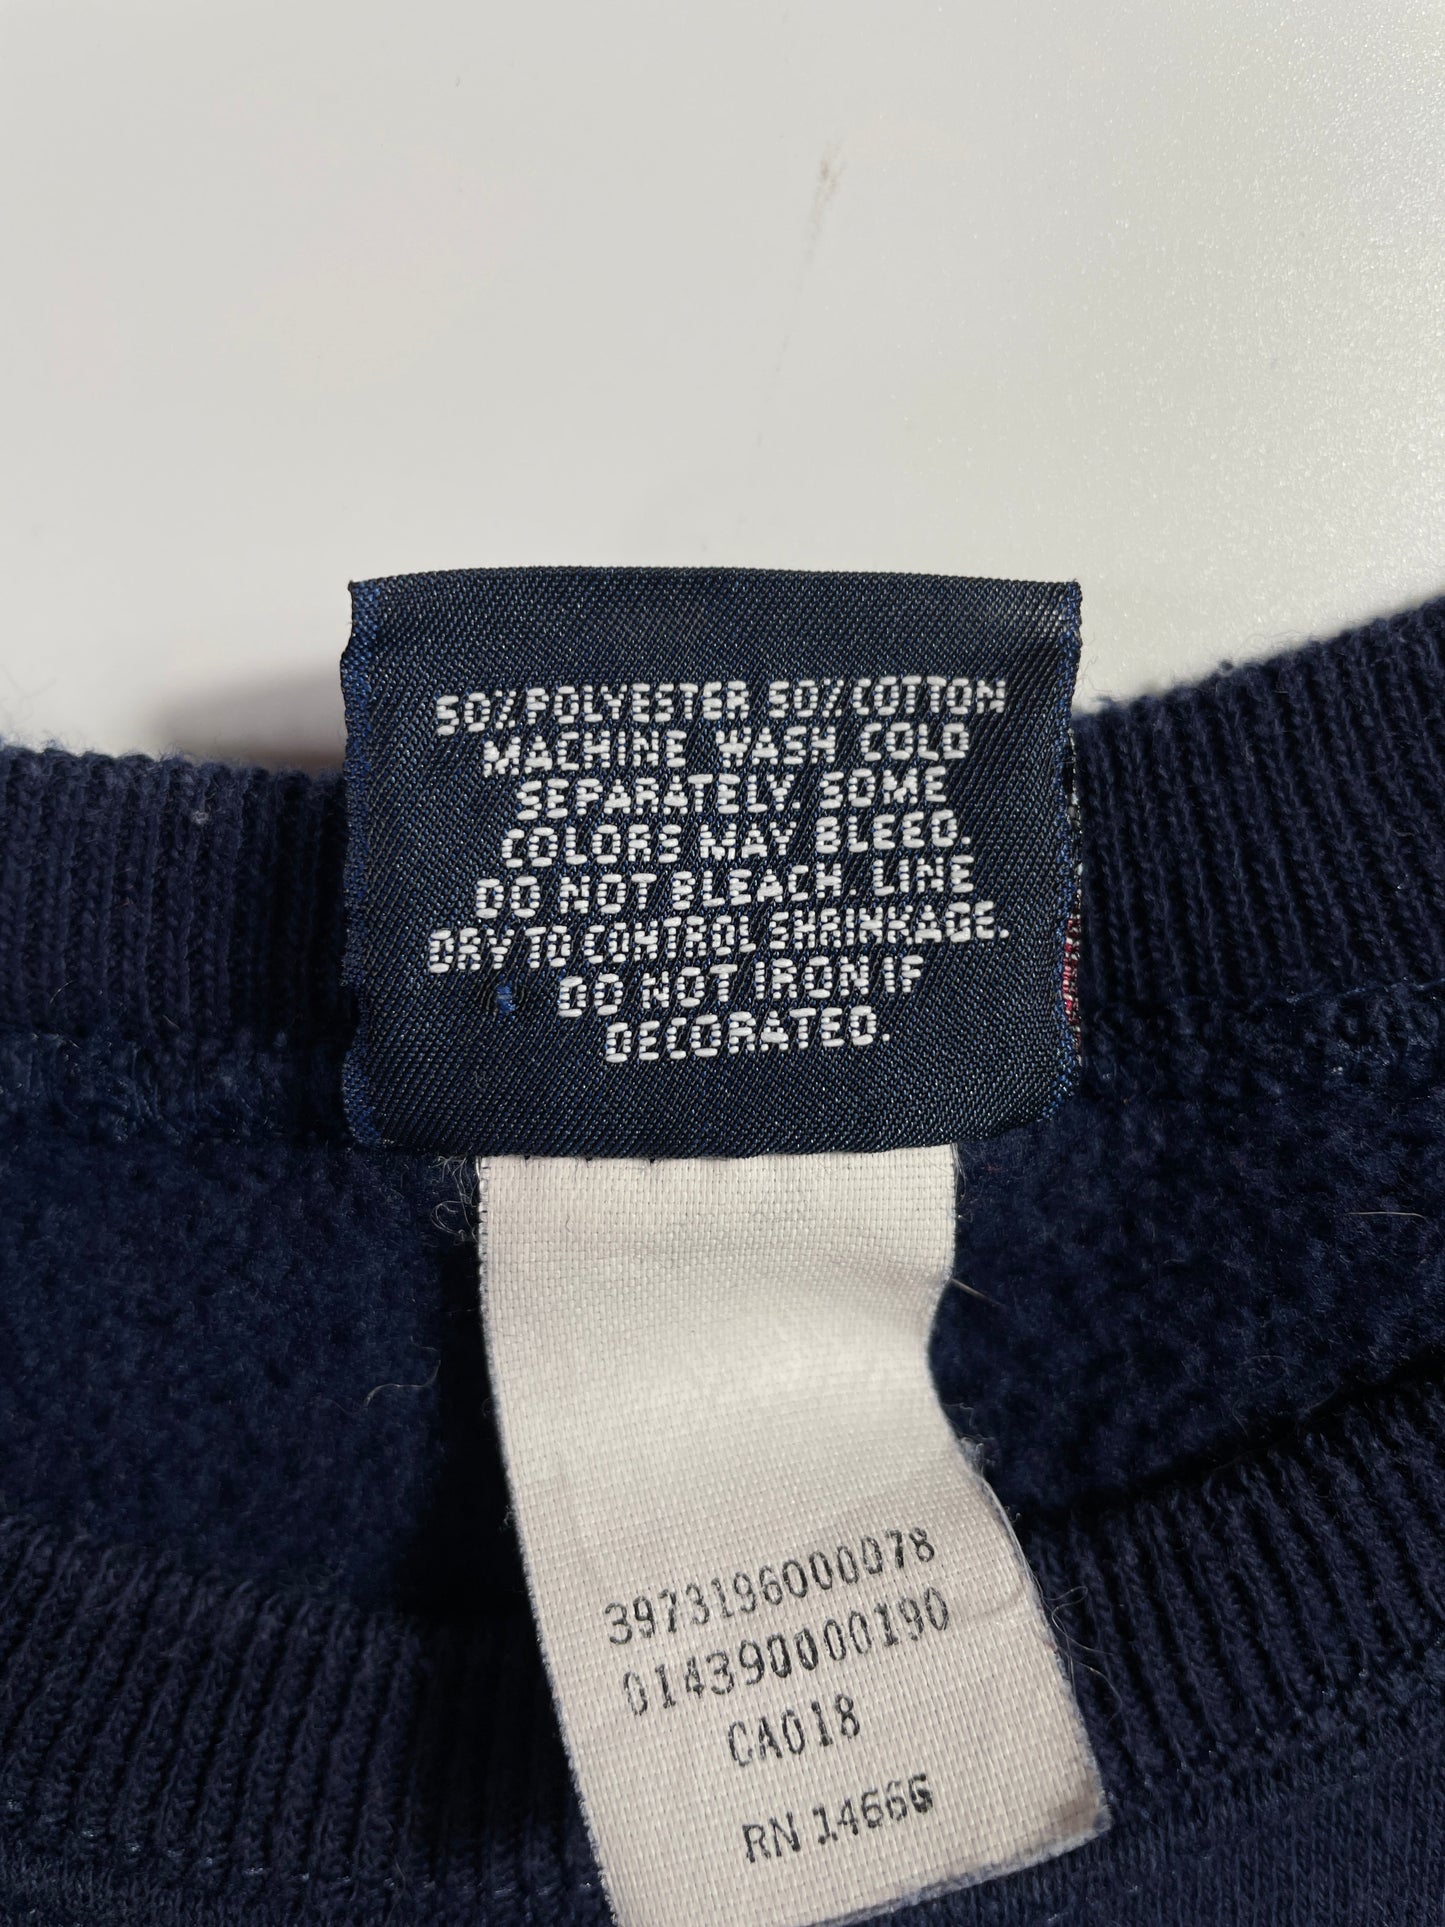 50% POLYESTER 50% COTTON
MACHINE WASH COLD
SEPARATELY. SOME
COLORS MAY BLEED.
DO NOT BLEACH. LINE
DRY TO CONTROL SHRINKAGE.
DO NOT IRON IF
DECORATED.
3973196000078
014390000190
CA018
RN 14666